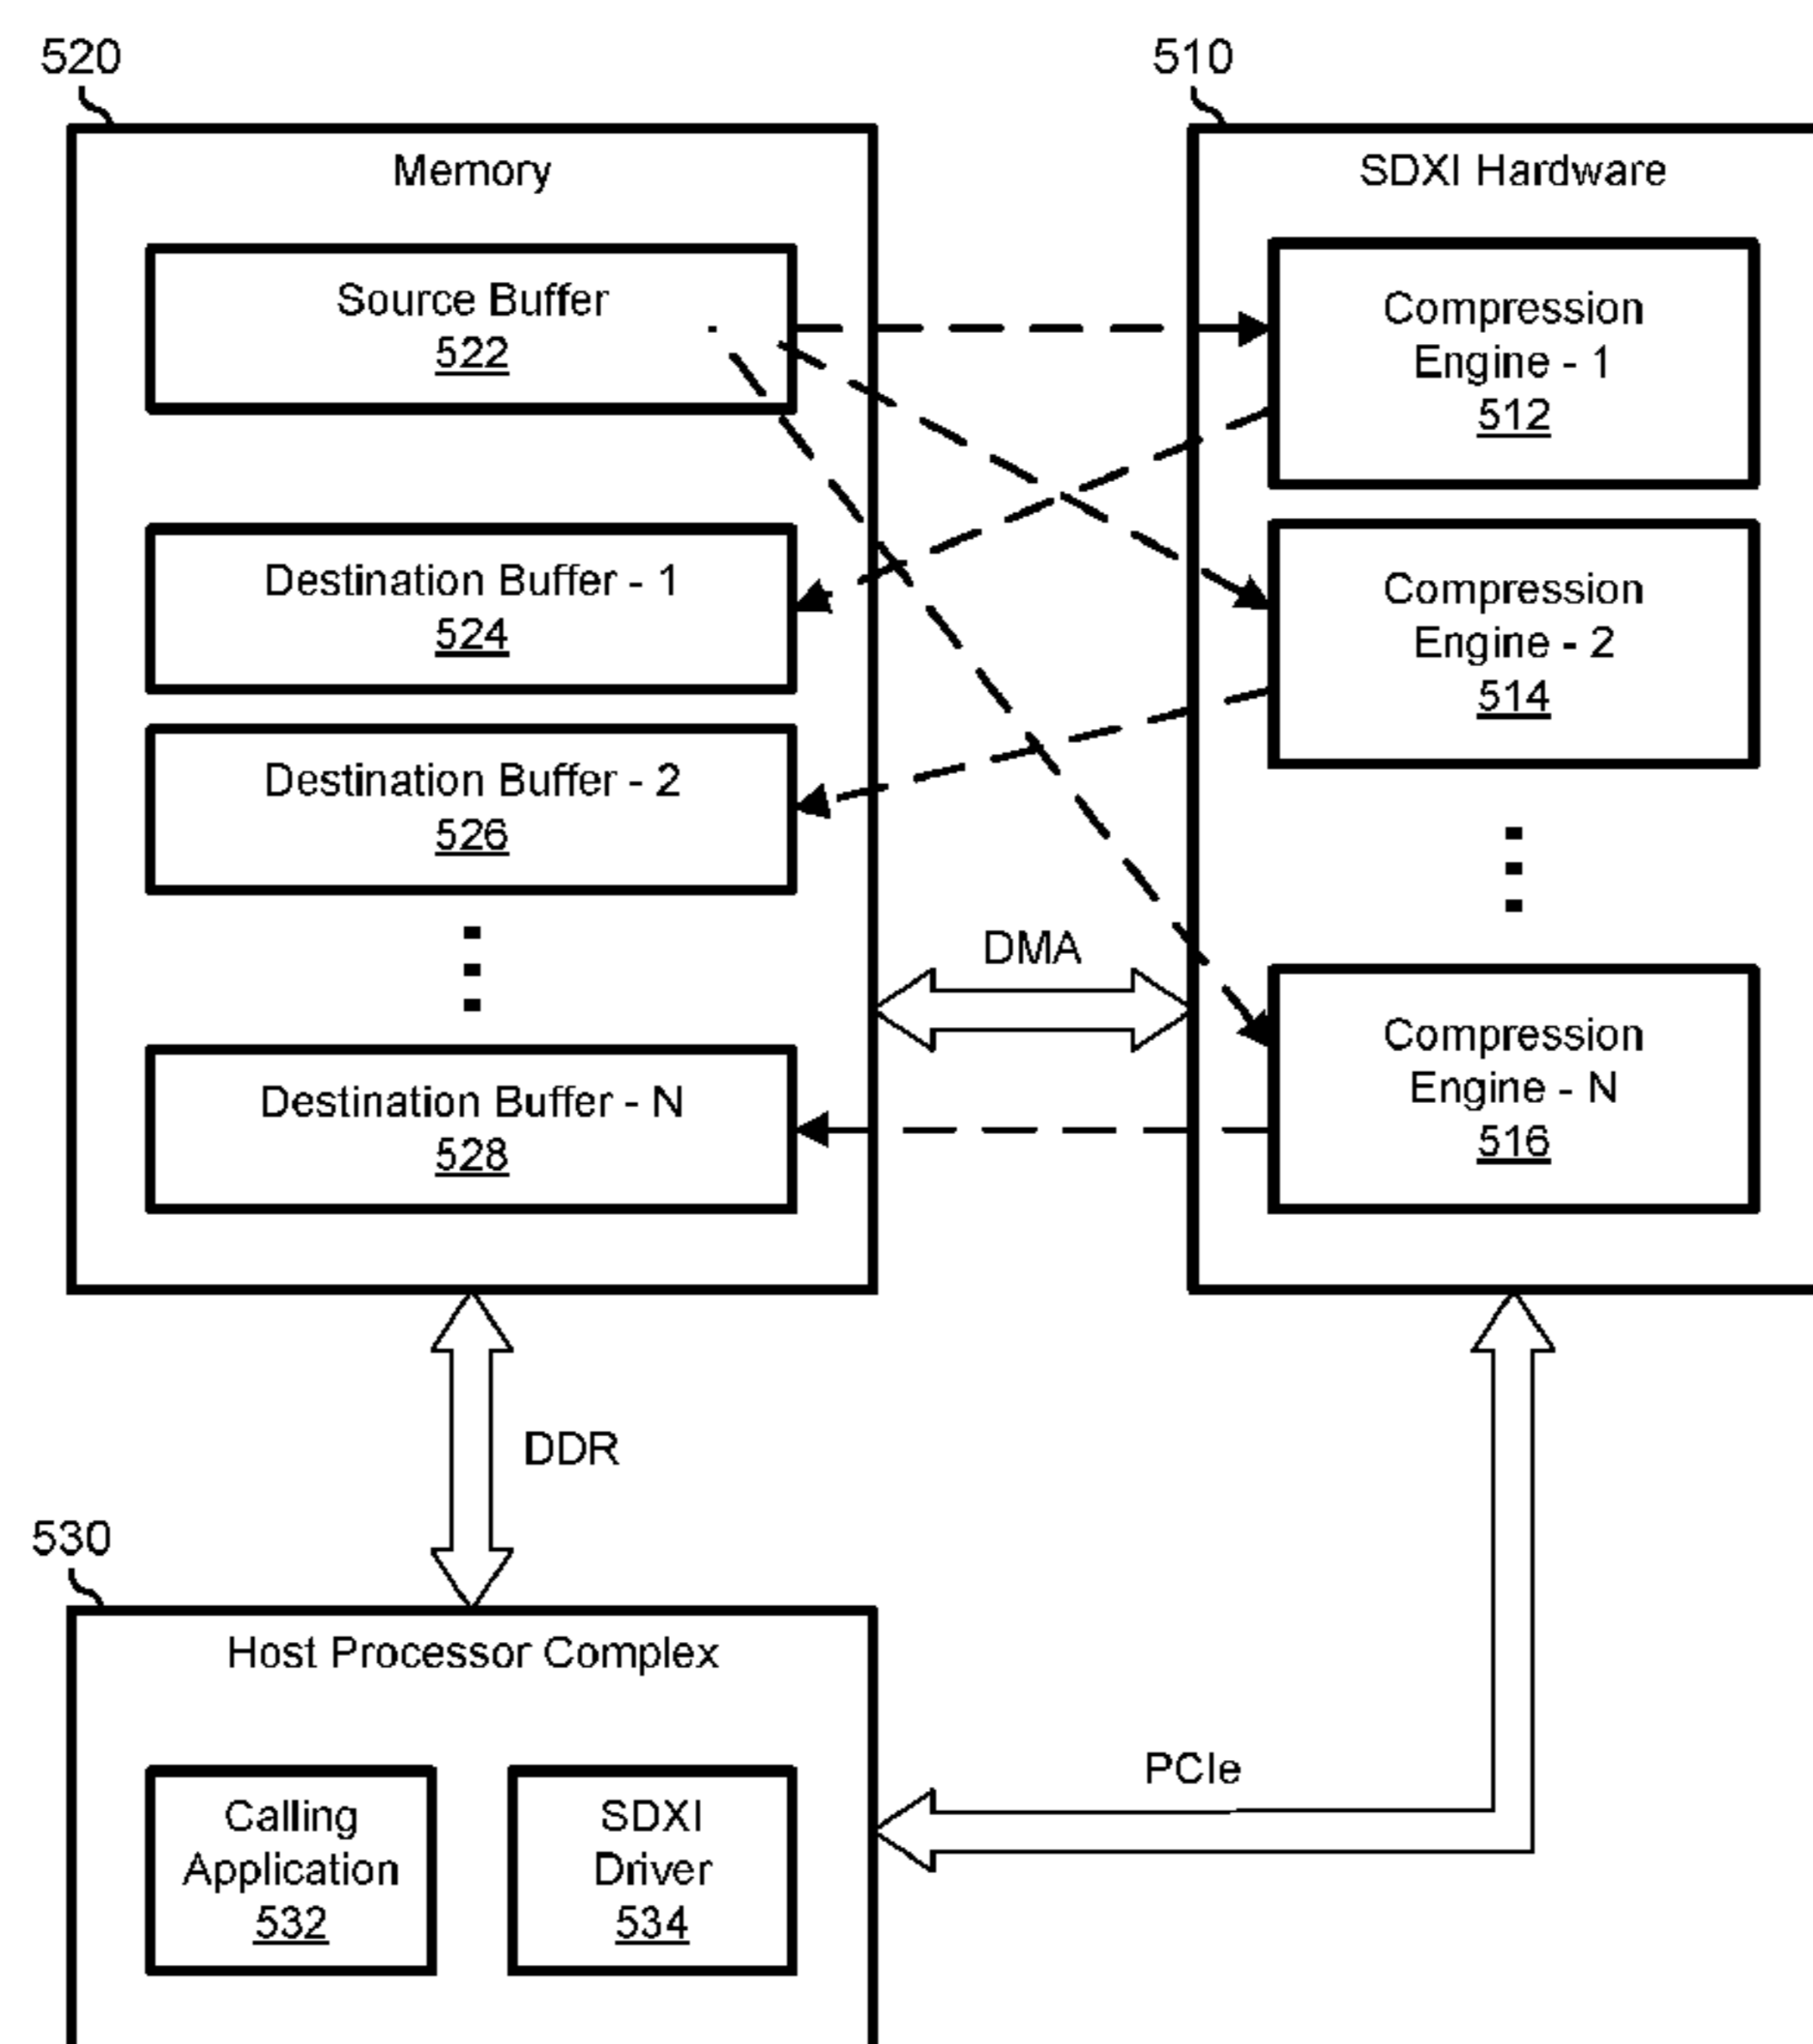 520
510
Memory
SDXI Hardware
Source Buffer
522
Compression
Engine - 1
512
Destination Buffer - 1
524
Compression
Engine - 2
514
Destination Buffer - 2
526
DMA
Destination Buffer - N
528
Compression
Engine - N
516
DDR
530
Host Processor Complex
PCIe
Calling
Application
532
SDXI
Driver
534